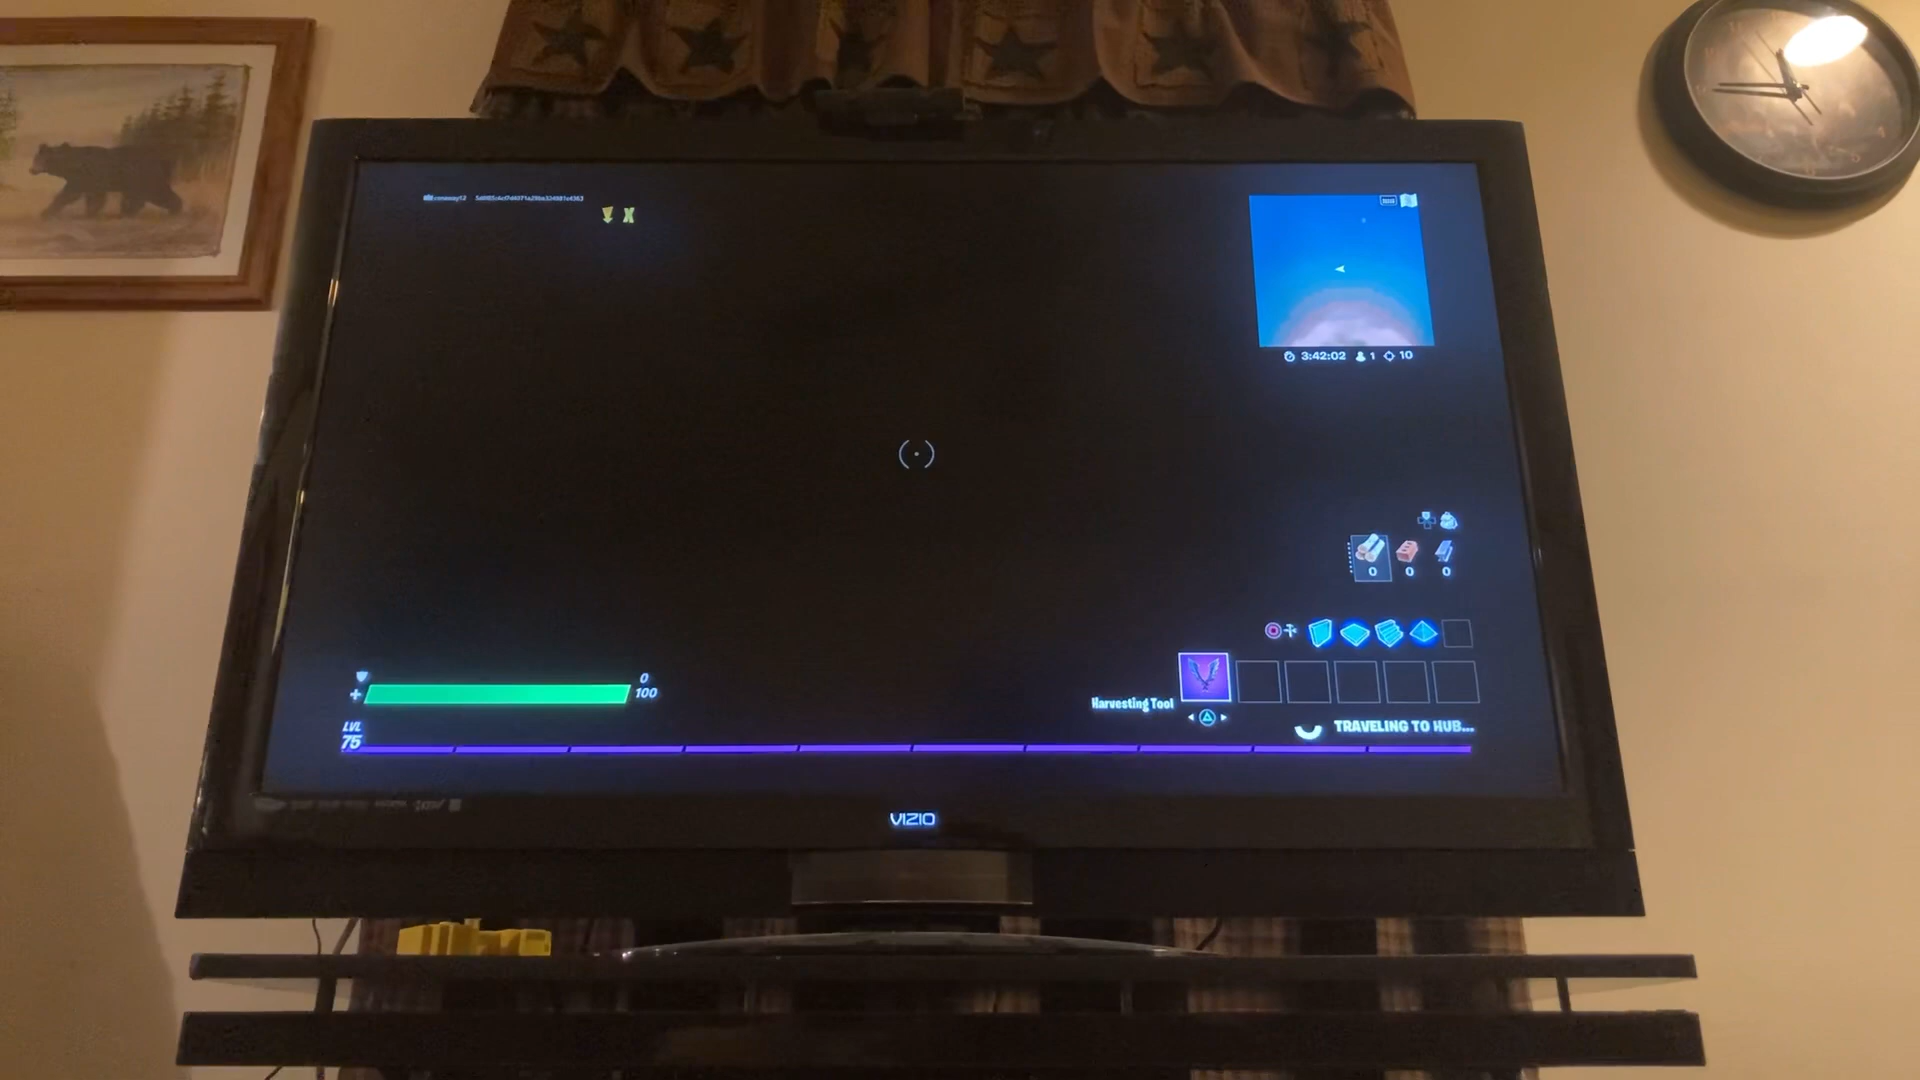 3:42:02 1 10
0 0 0
0
100
Harvesting Tool
LVL
75
TRAVELING TO HUB...
VIZIO